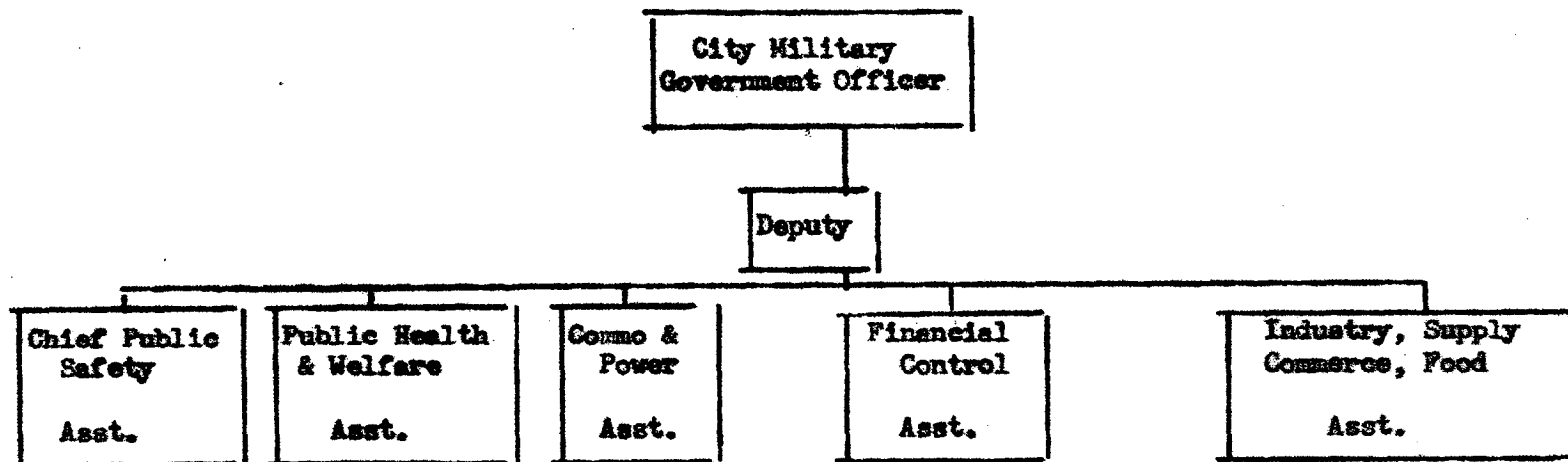 City Military
Government Officer
Deputy
Chief Public
Safety
Asst.
Public Health
& Welfare
Asst.
Commo &
Power
Asst.
Financial
Control
Asst.
Industry, Supply
Commerce, Food
Asst.